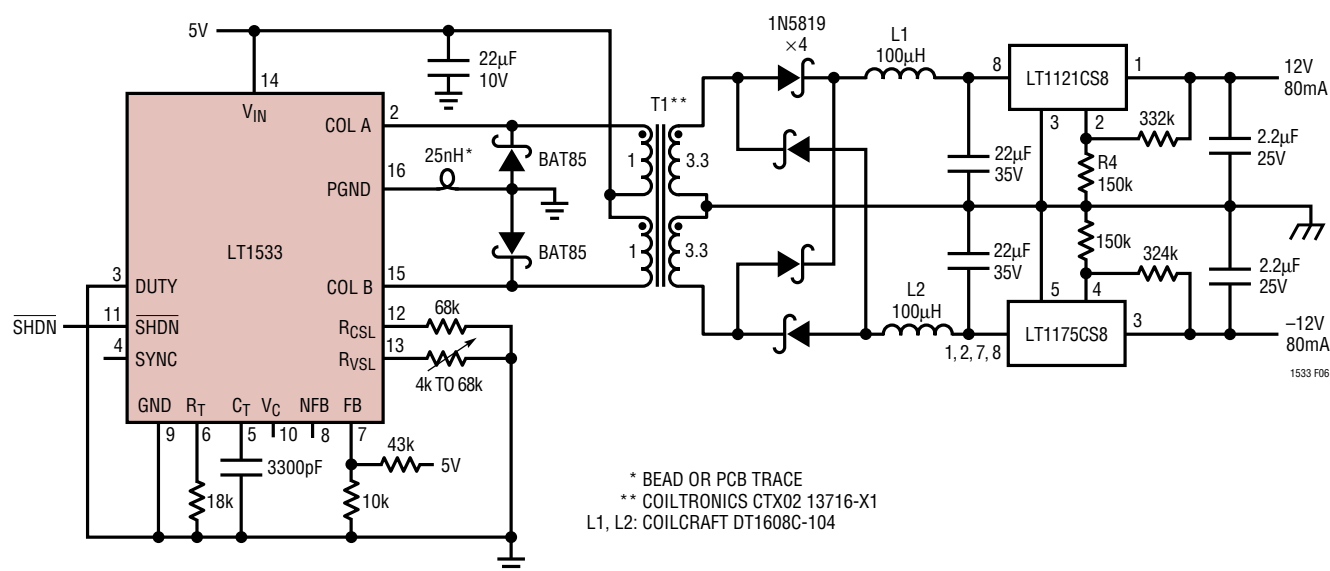 5V
22µF
10V
14
VIN
COL A
2
25nH*
16
PGND
BAT85
LT1533
BAT85
15
COL B
3
DUTY
SHDN
11
SHDN
4
SYNC
12
RCSL
68k
13
RVSL
4k TO 68k
GND
RT
CT
VC
NFB
FB
9
6
5
10
8
7
3300pF
18k
43k
5V
10k
T1**
1
3.3
1
3.3
1N5819
×4
L1
100µH
8
LT1121CS8
1
12V
80mA
3
2
332k
22µF
35V
R4
150k
2.2µF
25V
22µF
35V
150k
324k
2.2µF
25V
L2
100µH
5
4
1, 2, 7, 8
LT1175CS8
3
–12V
80mA
1533 F06
* BEAD OR PCB TRACE
** COILTRONICS CTX02 13716-X1
L1, L2: COILCRAFT DT1608C-104